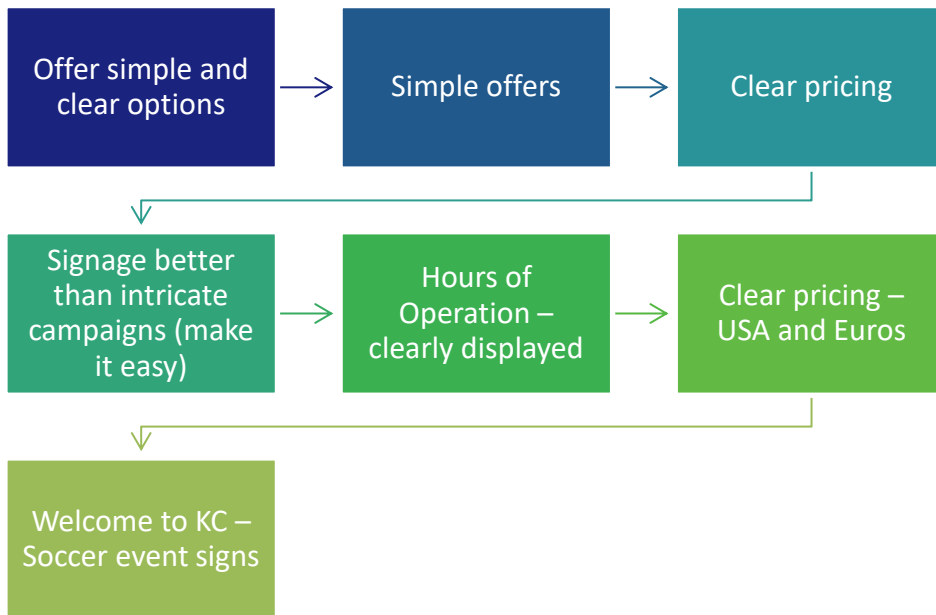 Offer simple and
clear options
Simple offers
Clear pricing
Signage better
than intricate
campaigns (make
it easy)
Hours of
Operation –
clearly displayed
Clear pricing –
USA and Euros
Welcome to KC –
Soccer event signs